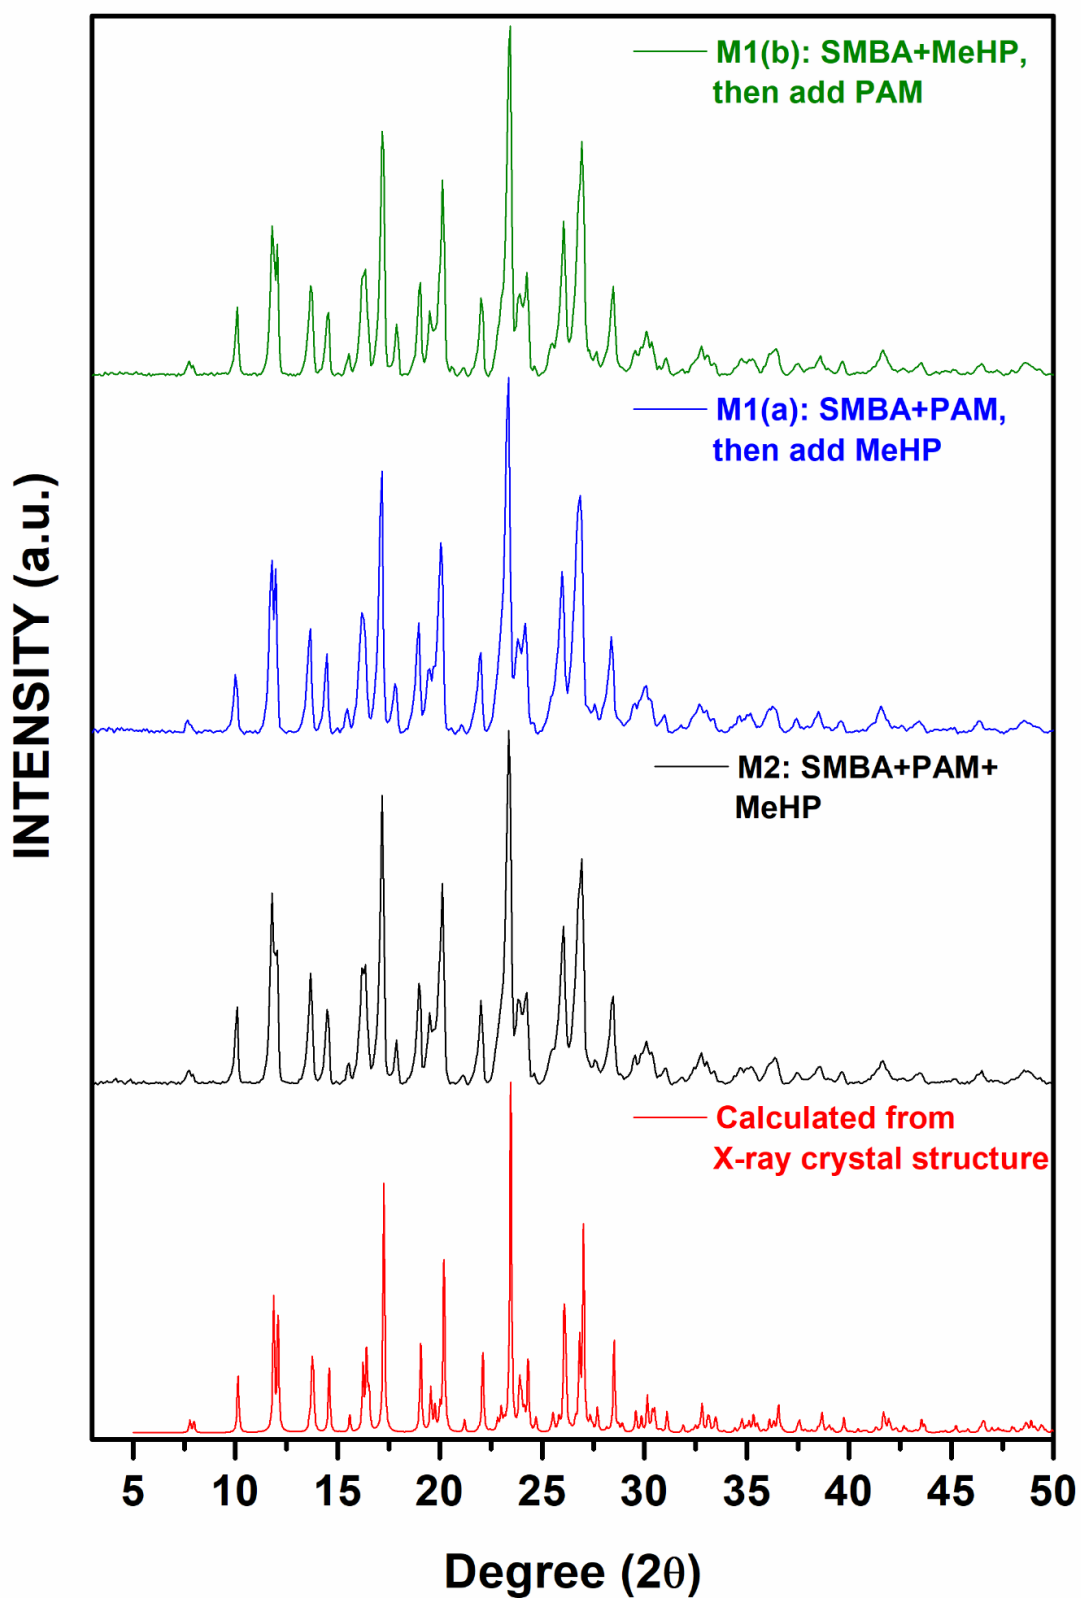 M1(b): SMBA+MeHP,
then add PAM
M1(a): SMBA+PAM,
then add MeHP
M2: SMBA+PAM+
MeHP
Calculated from
X-ray crystal structure
INTENSITY (a.u.)
5 10 15 20 25 30 35 40 45 50
Degree (2θ)